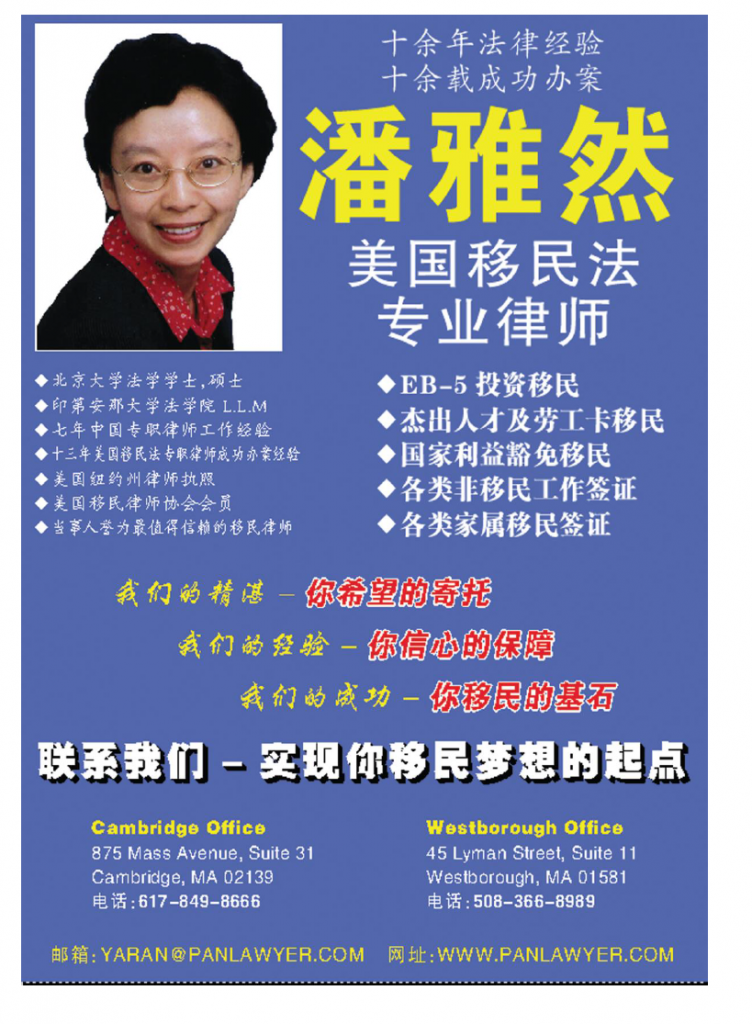 十余年法律经验
十余载成功办案
潘雅然
美国移民法
专业律师
◆北京大学法学学士,硕士
◆印第安那大学法学院 L.L.M
◆七年中国专职律师工作经验
◆十三年美国移民法专职律师成功办案经验
◆美国纽约州律师执照
◆美国移民律师协会会员
◆当事人誉为最值得信赖的移民律师
◆EB-5 投资移民
◆杰出人才及劳工卡移民
◆国家利益豁免移民
◆各类非移民工作签证
◆各类家属移民签证
我们的精湛 – 你希望的寄托
我们的经验 – 你信心的保障
我们的成功 – 你移民的基石
联系我们 – 实现你移民梦想的起点
Cambridge Office
875 Mass Avenue, Suite 31
Cambridge, MA 02139
电话:617-849-8666
Westborough Office
45 Lyman Street, Suite 11
Westborough, MA 01581
电话:508-366-8989
邮箱:YARAN@PANLAWYER.COM 网址:WWW.PANLAWYER.COM